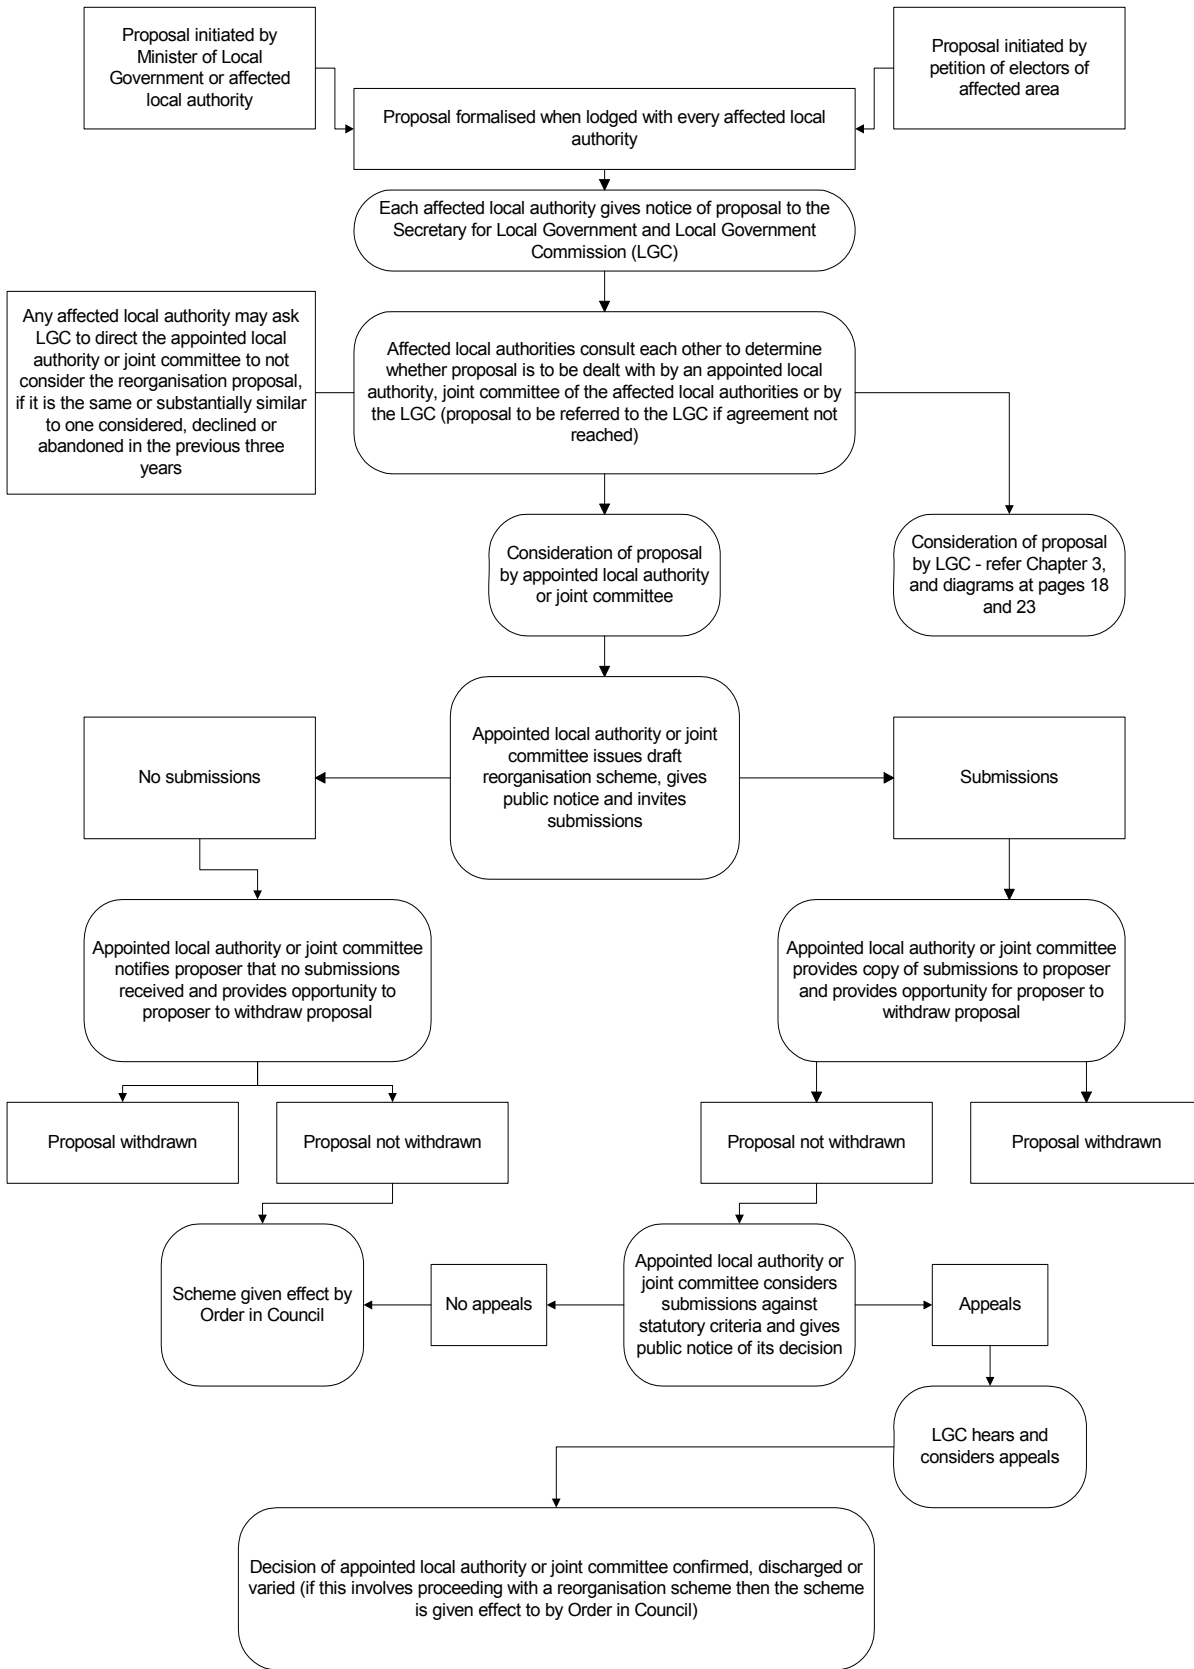 Proposal initiated by
Minister of Local
Government or affected
local authority
Proposal initiated by
petition of electors of
affected area
Proposal formalised when lodged with every affected local
authority
Each affected local authority gives notice of proposal to the
Secretary for Local Government and Local Government
Commission (LGC)
Any affected local authority may ask
LGC to direct the appointed local
authority or joint committee to not
consider the reorganisation proposal,
if it is the same or substantially similar
to one considered, declined or
abandoned in the previous three
years
Affected local authorities consult each other to determine
whether proposal is to be dealt with by an appointed local
authority, joint committee of the affected local authorities or by
the LGC (proposal to be referred to the LGC if agreement not
reached)
Consideration of proposal
by appointed local authority
or joint committee
Consideration of proposal
by LGC - refer Chapter 3,
and diagrams at pages 18
and 23
No submissions
Appointed local authority or joint
committee issues draft
reorganisation scheme, gives
public notice and invites
submissions
Submissions
Appointed local authority or joint committee
notifies proposer that no submissions
received and provides opportunity to
proposer to withdraw proposal
Appointed local authority or joint committee
provides copy of submissions to proposer
and provides opportunity for proposer to
withdraw proposal
Proposal withdrawn
Proposal not withdrawn
Proposal not withdrawn
Proposal withdrawn
Scheme given effect by
Order in Council
No appeals
Appointed local authority or
joint committee considers
submissions against
statutory criteria and gives
public notice of its decision
Appeals
LGC hears and
considers appeals
Decision of appointed local authority or joint committee confirmed, discharged or
varied (if this involves proceeding with a reorganisation scheme then the scheme
is given effect to by Order in Council)